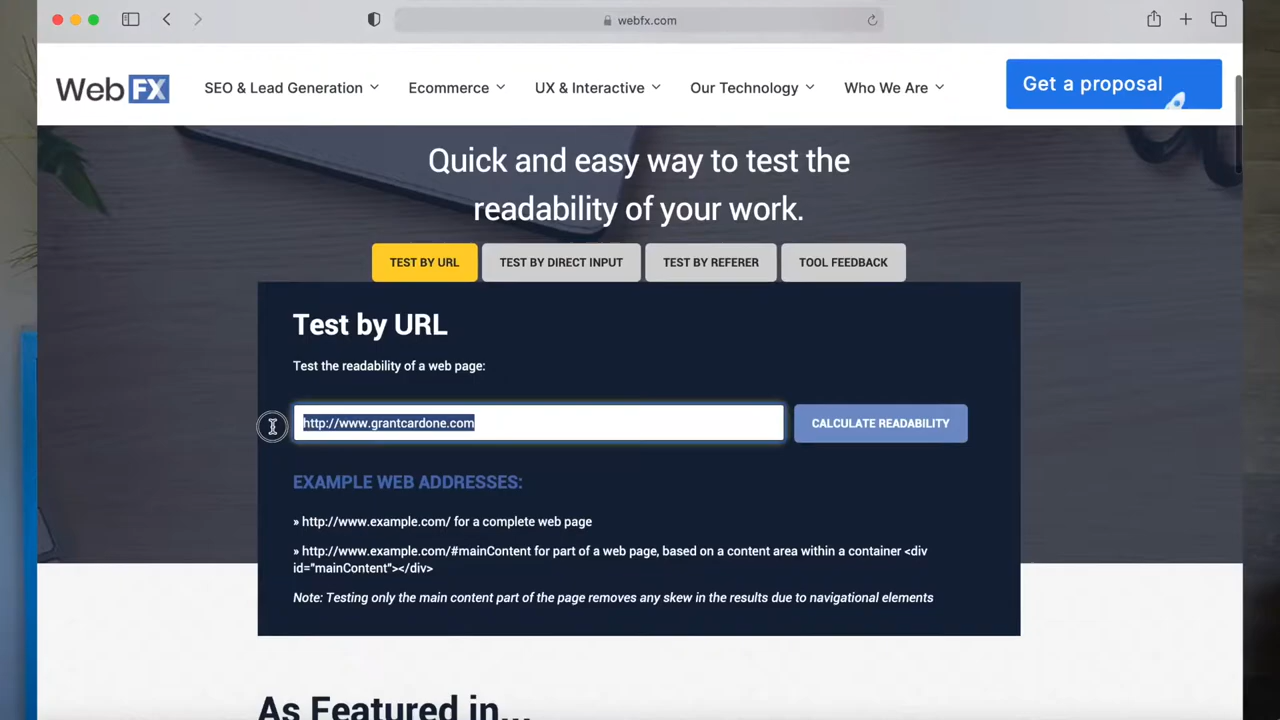 webfx.com
WebFX
SEO & Lead Generation
Ecommerce
UX & Interactive
Our Technology
Who We Are
Get a proposal
Quick and easy way to test the
readability of your work.
TEST BY URL
TEST BY DIRECT INPUT
TEST BY REFERER
TOOL FEEDBACK
Test by URL
Test the readability of a web page:
http://www.grantcardone.com
CALCULATE READABILITY
EXAMPLE WEB ADDRESSES:
» http://www.example.com/ for a complete web page
» http://www.example.com/#mainContent for part of a web page, based on a content area within a container <div
id="mainContent"></div>
Note: Testing only the main content part of the page removes any skew in the results due to navigational elements
As Featured in...